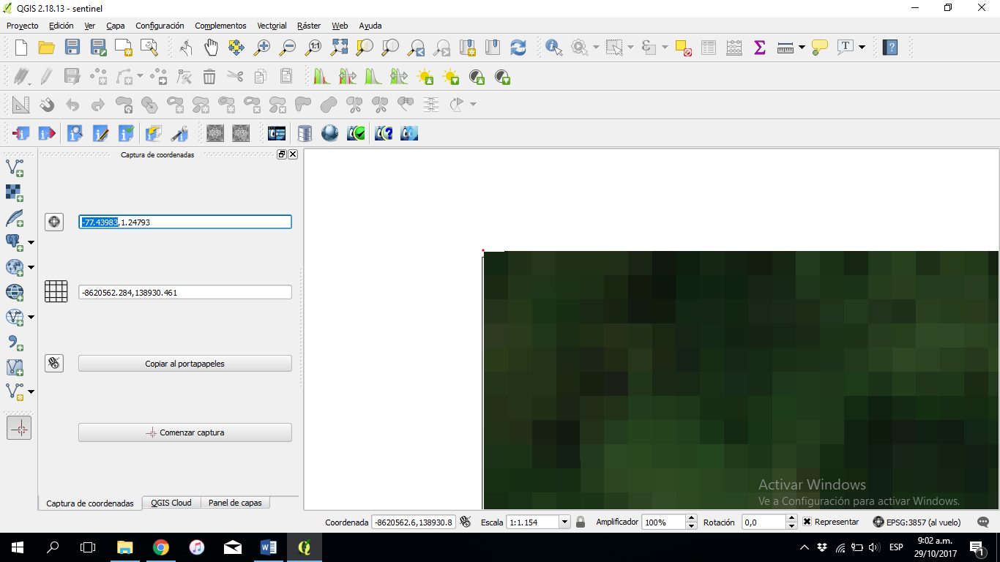 QGIS 2.18.13 - sentinel
Proyecto Edición Ver Capa Configuración Complementos Vectorial Ráster Web Ayuda
Captura de coordenadas
-77.43983,1.24793
-8620562.284,138930.461
Copiar al portapapeles
Comenzar captura
Activar Windows
Ve a Configuración para activar Windows.
Captura de coordenadas QGIS Cloud Panel de capas
Coordenada -8620562.6,138930.8 Escala 1:1.154 Amplificador 100% Rotación 0,0 Representar EPSG:3857 (al vuelo)
ESP
9:02 a.m.
29/10/2017
1